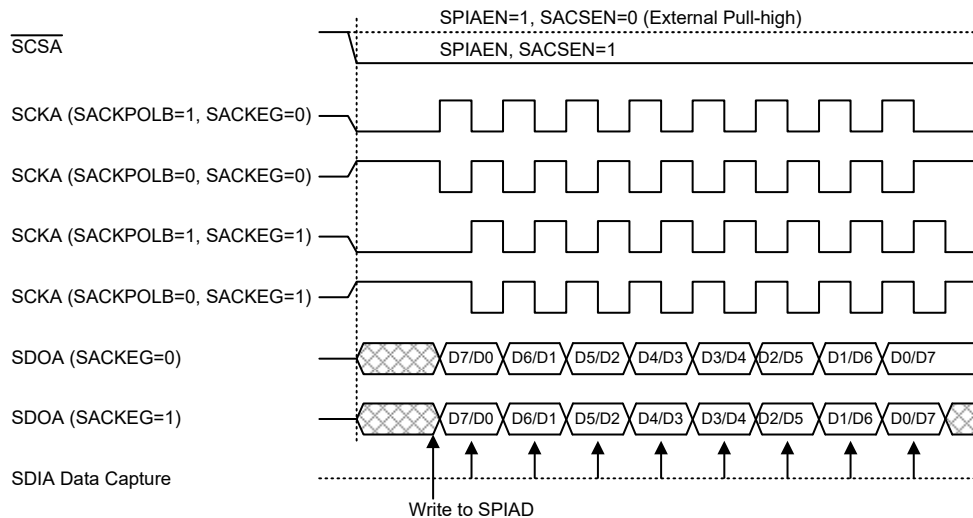 SPIAEN=1, SACSEN=0 (External Pull-high)
SCSA
SPIAEN, SACSEN=1
SCKA (SACKPOLB=1, SACKEG=0)
SCKA (SACKPOLB=0, SACKEG=0)
SCKA (SACKPOLB=1, SACKEG=1)
SCKA (SACKPOLB=0, SACKEG=1)
SDOA (SACKEG=0) D7/D0 D6/D1 D5/D2 D4/D3 D3/D4 D2/D5 D1/D6 D0/D7
SDOA (SACKEG=1) D7/D0 D6/D1 D5/D2 D4/D3 D3/D4 D2/D5 D1/D6 D0/D7
SDIA Data Capture
Write to SPIAD